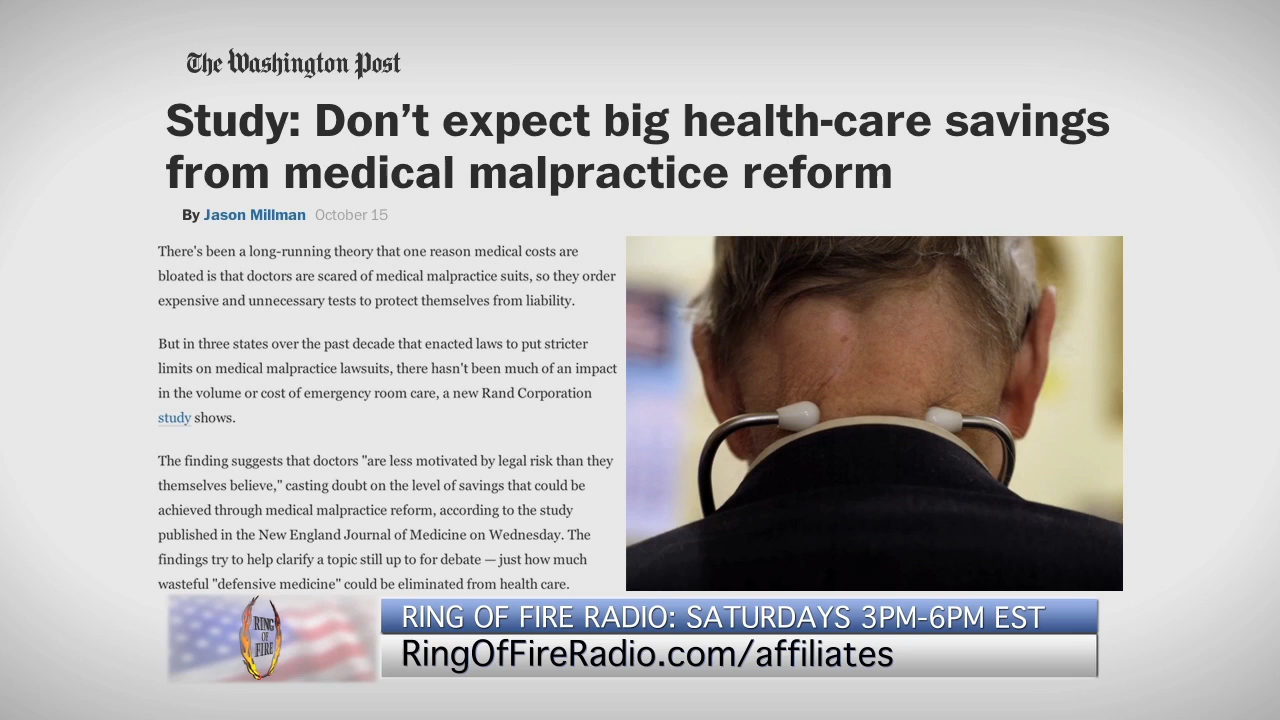 The Washington Post
Study: Don’t expect big health-care savings
from medical malpractice reform
By Jason Millman October 15
There's been a long-running theory that one reason medical costs are
bloated is that doctors are scared of medical malpractice suits, so they order
expensive and unnecessary tests to protect themselves from liability.
But in three states over the past decade that enacted laws to put stricter
limits on medical malpractice lawsuits, there hasn't been much of an impact
in the volume or cost of emergency room care, a new Rand Corporation
study shows.
The finding suggests that doctors "are less motivated by legal risk than they
themselves believe," casting doubt on the level of savings that could be
achieved through medical malpractice reform, according to the study
published in the New England Journal of Medicine on Wednesday. The
findings try to help clarify a topic still up to for debate — just how much
wasteful "defensive medicine" could be eliminated from health care.
RING
OF
FIRE
RING OF FIRE RADIO: SATURDAYS 3PM-6PM EST
RingOfFireRadio.com/affiliates